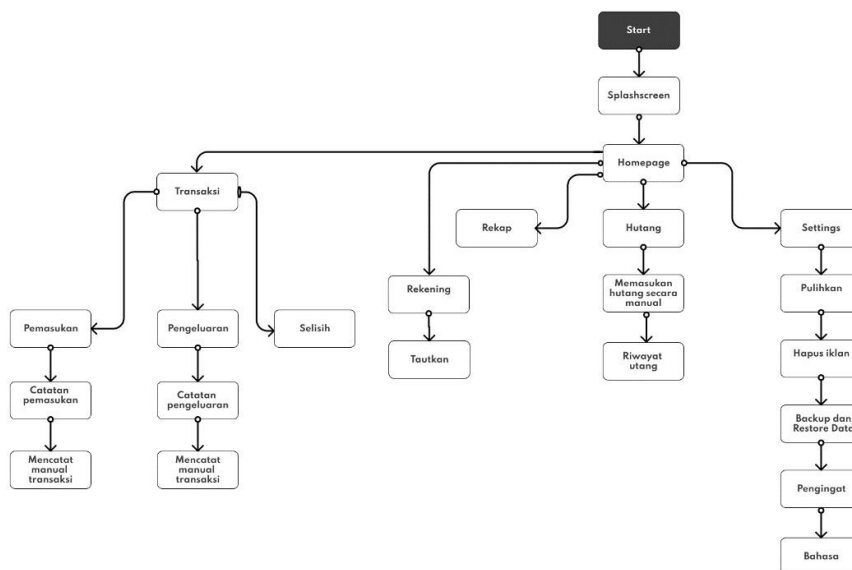 Start
Splashscreen
Homepage
Transaksi
Rekap
Hutang
Settings
Rekening
Memasukan
hutang secara
manual
Pulihkan
Pemasukan
Pengeluaran
Selisih
Tautkan
Riwayat
utang
Hapus iklan
Catatan
pemasukan
Catatan
pengeluaran
Backup dan
Restore Data
Mencatat
manual
transaksi
Mencatat
manual
transaksi
Pengingat
Bahasa